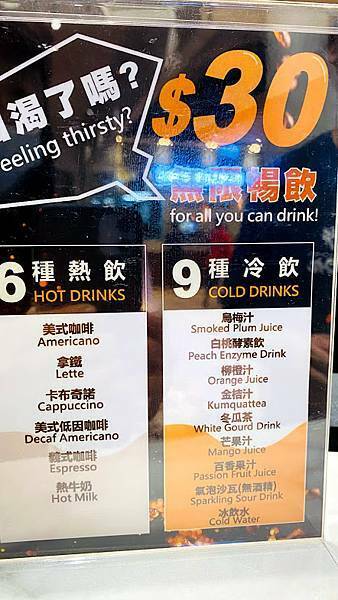 渴了嗎?
eeling thirsty?
$30
無限暢飲
for all you can drink!
6種熱飲
HOT DRINKS
美式咖啡
Americano
拿鐵
Lette
卡布奇諾
Cappuccino
美式低因咖啡
Decaf Americano
義式咖啡
Espresso
熱牛奶
Hot Milk
9種冷飲
COLD DRINKS
烏梅汁
Smoked Plum Juice
白桃酵素飲
Peach Enzyme Drink
柳橙汁
Orange Juice
金桔汁
Kumquattea
冬瓜茶
White Gourd Drink
芒果汁
Mango Juice
百香果汁
Passion Fruit Juice
氣泡沙瓦(無酒精)
Sparkling Sour Drink
冰飲水
Cold Water